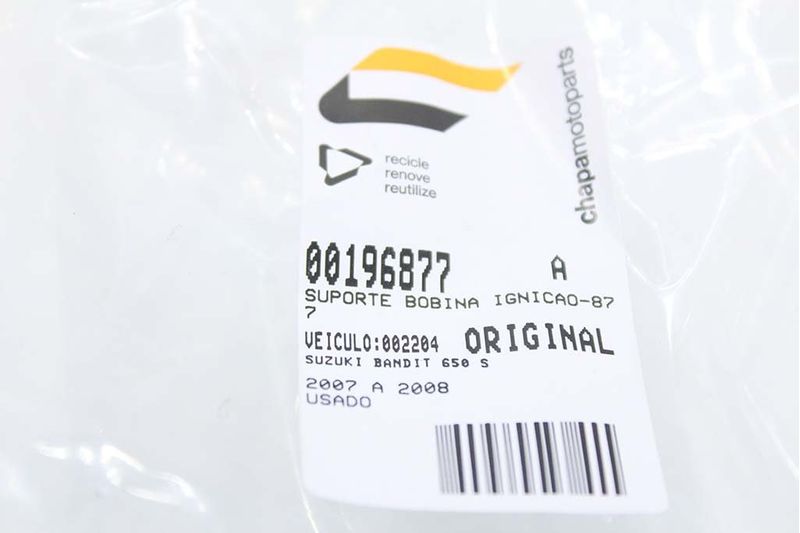 chapamotoparts
recicle
renove
reutilize
00196877 A
SUPORTE BOBINA IGNICAO-87
7
VEICULO:002204 ORIGINAL
SUZUKI BANDIT 650 S
2007 A 2008
USADO